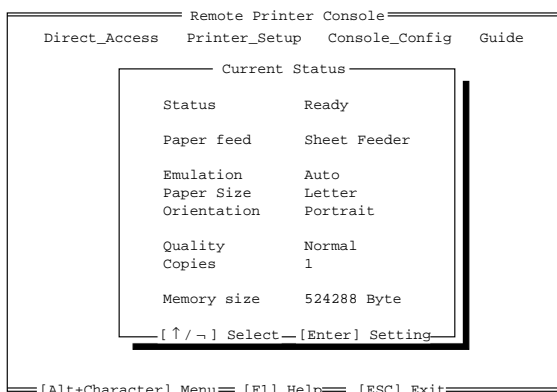 Remote Printer Console
Direct_Access Printer_Setup Console_Config Guide
Current Status
Status Ready
Paper feed Sheet Feeder
Emulation Auto
Paper Size Letter
Orientation Portrait
Quality Normal
Copies 1
Memory size 524288 Byte
[↑/¬] Select [Enter] Setting
[Alt+Character] Menu [F1] Help [ESC] Exit